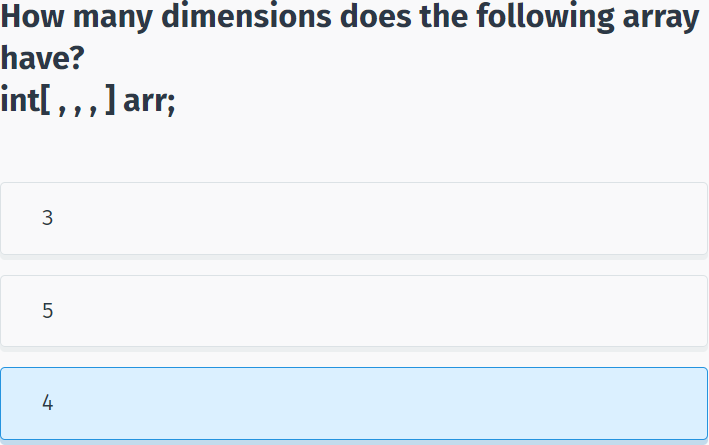 How many dimensions does the following array
have?
int[ , , , ] arr;
3
5
4